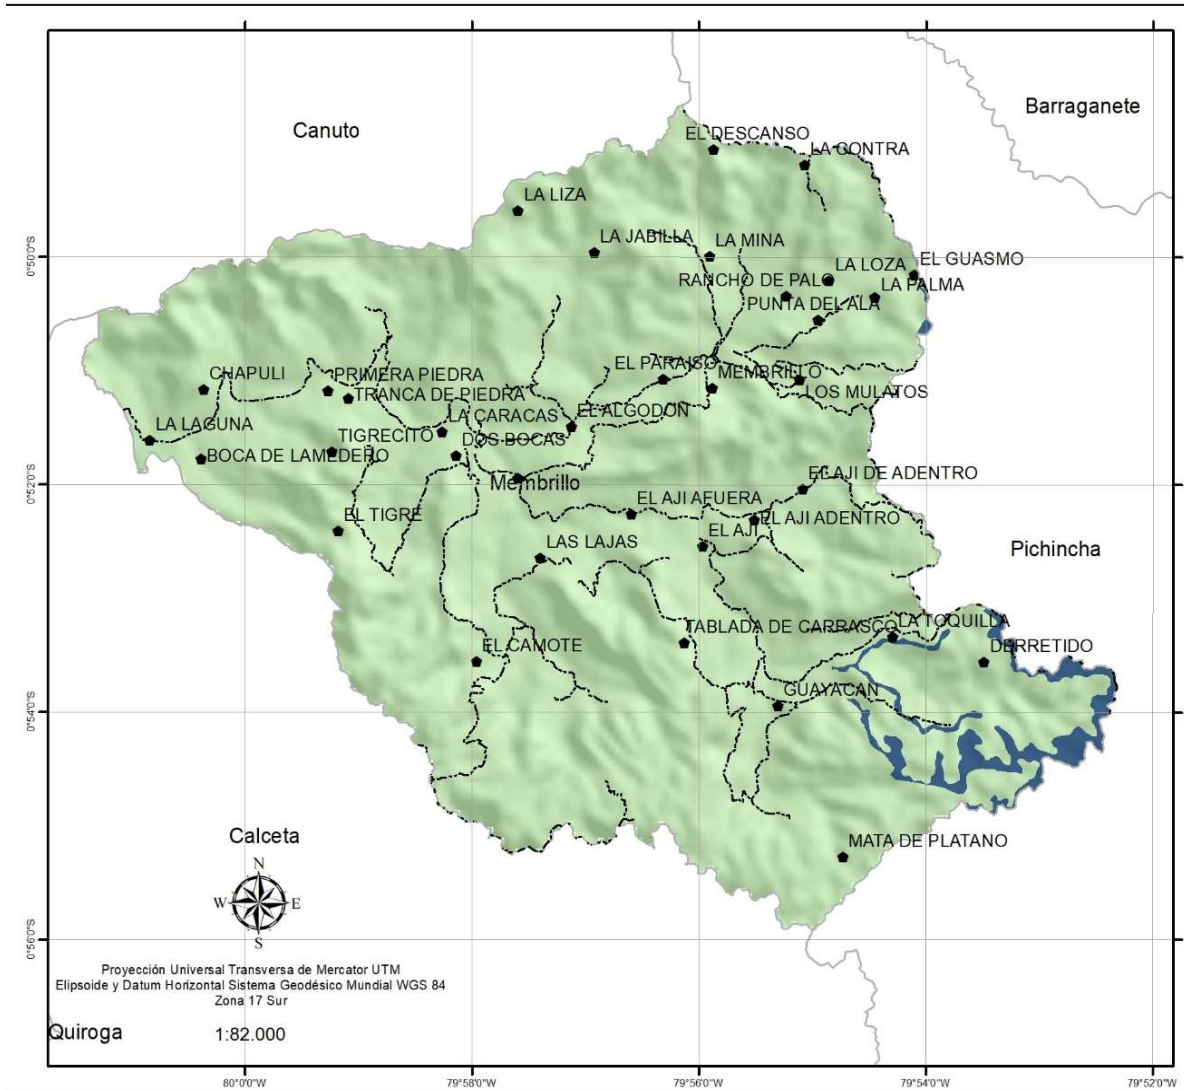 Barraganete
Canuto
EL DESCANSO
LA CONTRA
LA LIZA
LA JABILLA
LA MINA
EL GUASMO
LA LOZA
RANCHO DE PALO
LA PALMA
PUNTA DEL ALA
EL PARAISO
CHAPULI
PRIMERA PIEDRA
MEMBRILLO
TRANCA DE PIEDRA
LOS MULATOS
LA CARACAS
EL ALGODON
LA LAGUNA
TIGRECITO
DOS BOCAS
BOCA DE LAMEDERO
EL AJI DE ADENTRO
Membrillo
EL AJI AFUERA
EL TIGRE
EL AJI ADENTRO
EL AJI
LAS LAJAS
Pichincha
TABLADA DE CARRASCO
LA TOQUILLA
EL CAMOTE
DERRETIDO
GUAYACAN
Calceta
MATA DE PLATANO
N
W
E
S
Proyección Universal Transversa de Mercator UTM
Elipsoide y Datum Horizontal Sistema Geodésico Mundial WGS 84
Zona 17 Sur
Quiroga
1:82.000
0°50'0"S
0°52'0"S
0°54'0"S
0°56'0"S
80°0'0"W
79°58'0"W
79°56'0"W
79°54'0"W
79°52'0"W